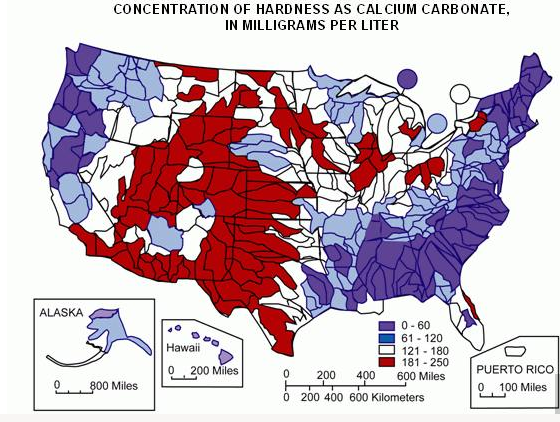 CONCENTRATION OF HARDNESS AS CALCIUM CARBONATE,
IN MILLIGRAMS PER LITER
ALASKA
0 800 Miles
Hawaii
0 200 Miles
0 - 60
61 - 120
121 - 180
181 - 250
0 200 400 600 Miles
0 200 400 600 Kilometers
PUERTO RICO
0 100 Miles